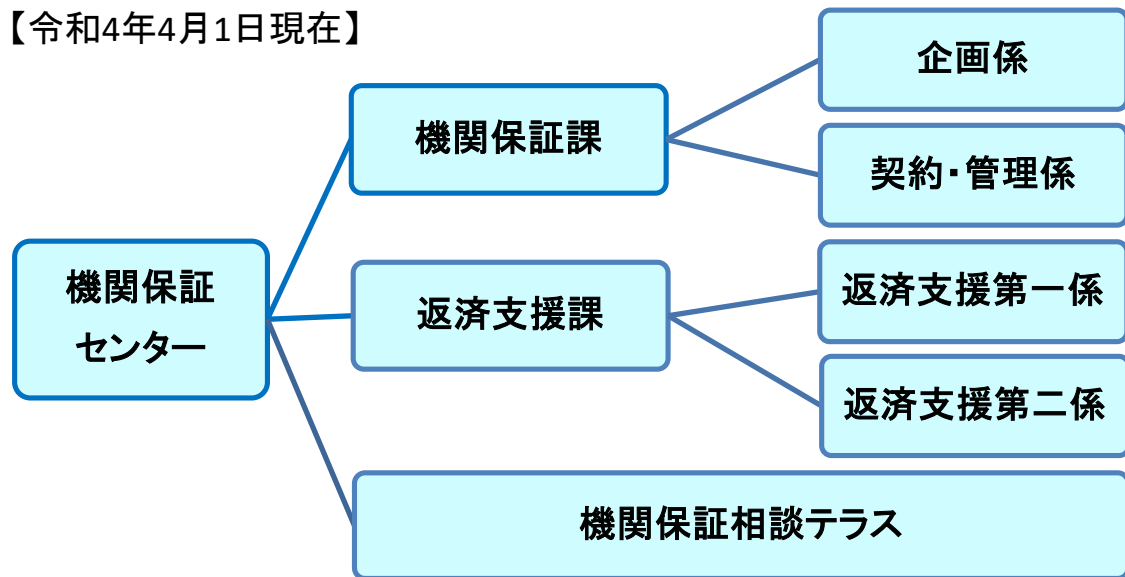 【令和4年4月1日現在】
機関保証
センター
機関保証課
企画係
契約・管理係
返済支援課
返済支援第一係
返済支援第二係
機関保証相談テラス